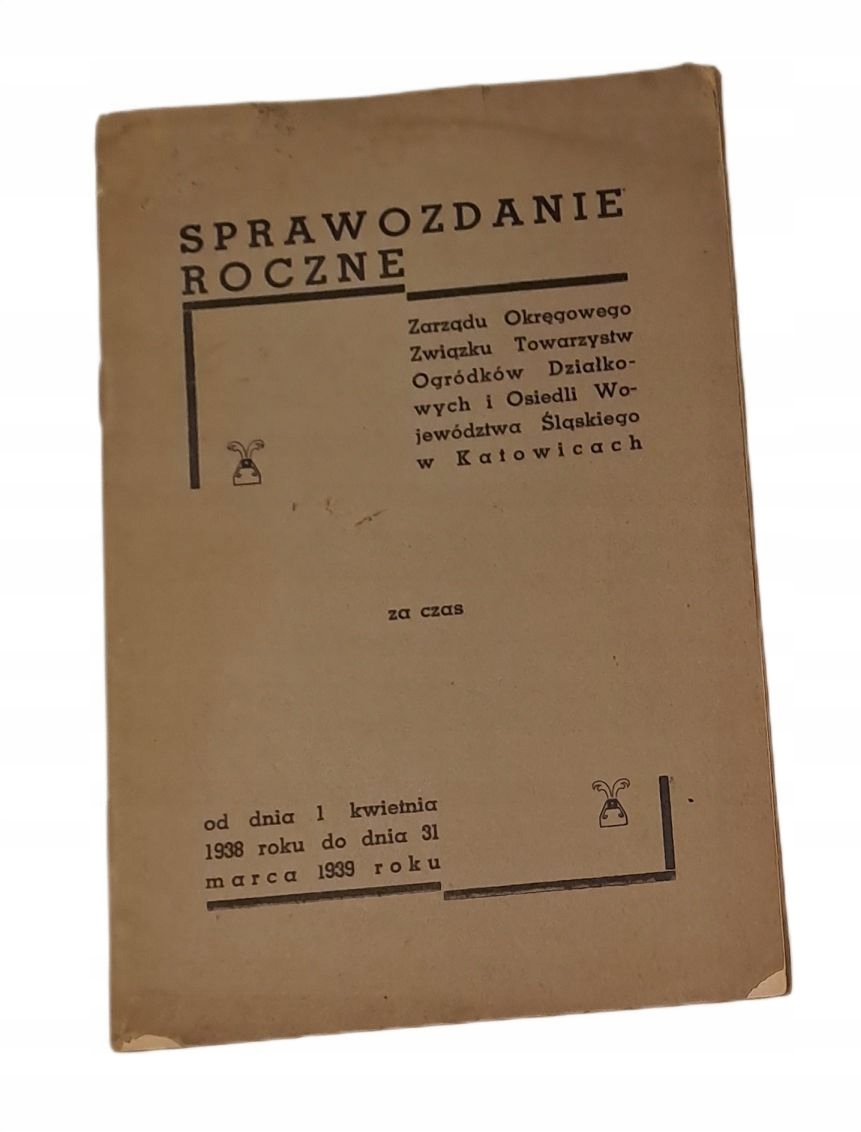 SPRAWOZDANIE
ROCZNE
Zarządu Okręgowego
Związku Towarzystw
Ogródków Działko-
wych i Osiedli Wo-
jewództwa Śląskiego
w Katowicach
za czas
od dnia 1 kwietnia
1938 roku do dnia 31
marca 1939 roku